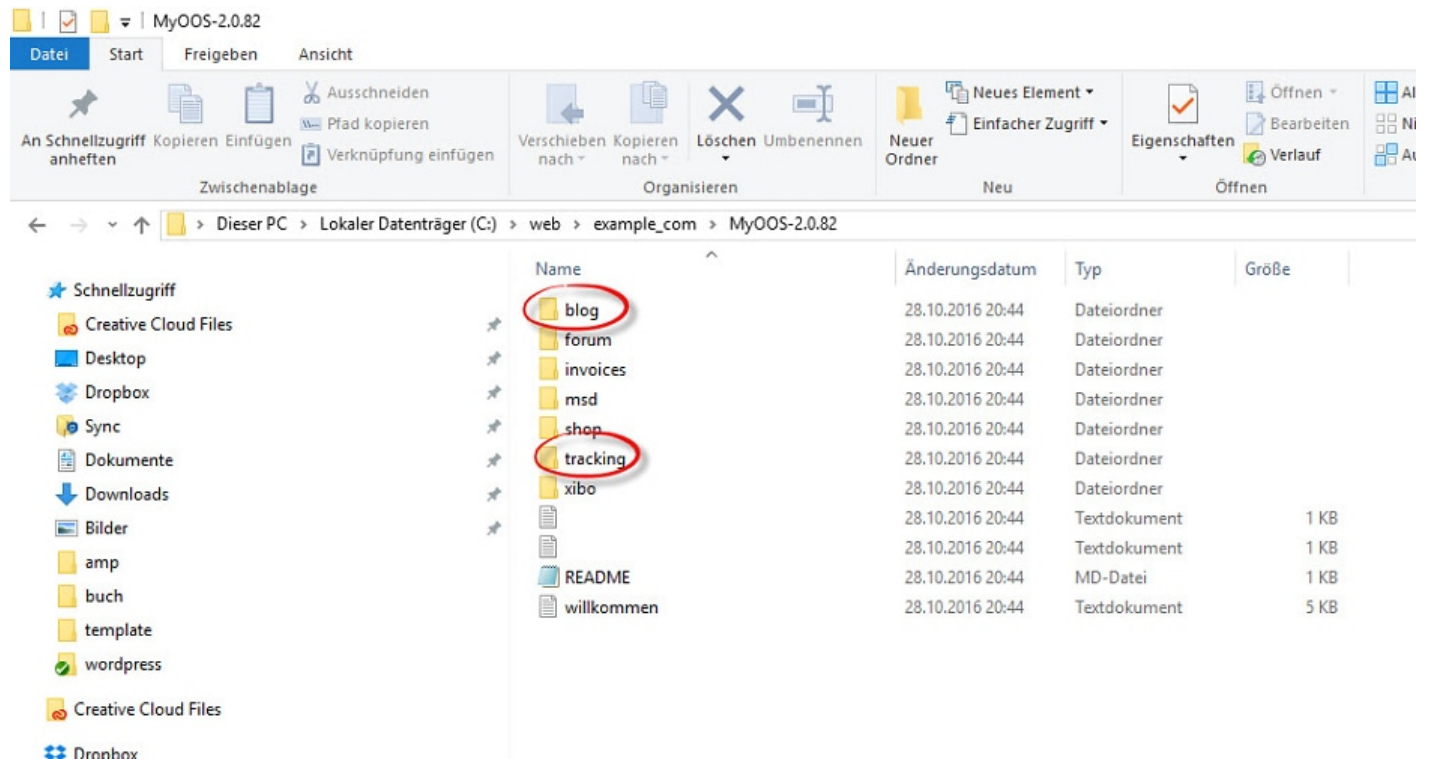 MyOOS-2.0.82
Datei Start Freigeben Ansicht
An Schnellzugriff anheften
Kopieren
Einfügen
Ausschneiden
Pfad kopieren
Verknüpfung einfügen
Zwischenablage
Verschieben nach
Kopieren nach
Löschen
Umbenennen
Organisieren
Neuer Ordner
Neues Element
Einfacher Zugriff
Neu
Eigenschaften
Öffnen
Bearbeiten
Verlauf
Öffnen
Dieser PC > Lokaler Datenträger (C:) > web > example_com > MyOOS-2.0.82
Schnellzugriff
Creative Cloud Files
Desktop
Dropbox
Sync
Dokumente
Downloads
Bilder
amp
buch
template
wordpress
Creative Cloud Files
Dropbox
Name Änderungsdatum Typ Größe
blog 28.10.2016 20:44 Dateiordner
forum 28.10.2016 20:44 Dateiordner
invoices 28.10.2016 20:44 Dateiordner
msd 28.10.2016 20:44 Dateiordner
shop 28.10.2016 20:44 Dateiordner
tracking 28.10.2016 20:44 Dateiordner
xibo 28.10.2016 20:44 Dateiordner
28.10.2016 20:44 Textdokument 1 KB
28.10.2016 20:44 Textdokument 1 KB
README 28.10.2016 20:44 MD-Datei 1 KB
willkommen 28.10.2016 20:44 Textdokument 5 KB